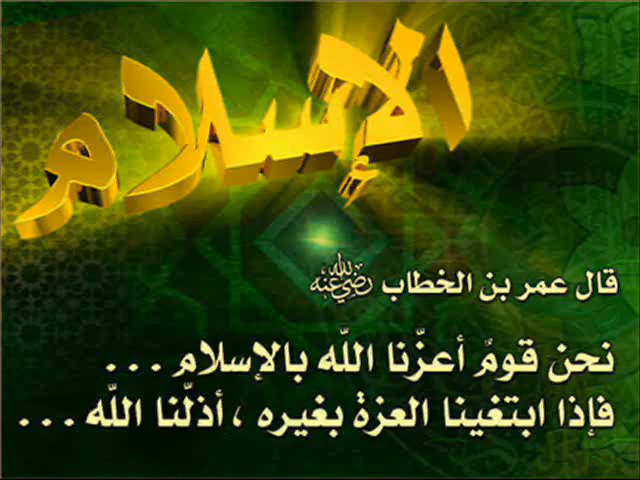 الإسلام
قال عمر بن الخطاب رضي الله عنه
نحن قومٌ أعزّنا الله بالإسلام ...
فإذا ابتغينا العزة بغيره ، أذلّنا الله ...